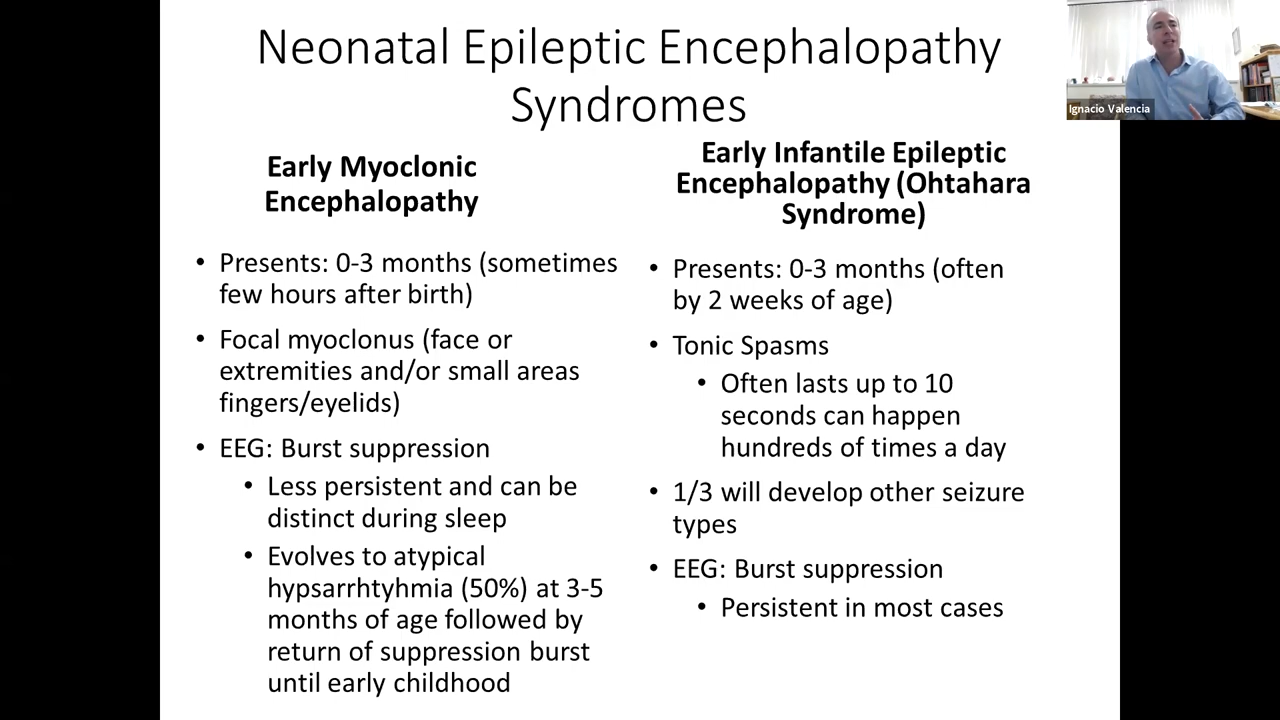 Neonatal Epileptic Encephalopathy
Syndromes
Ignacio Valencia
Early Myoclonic
Encephalopathy
• Presents: 0-3 months (sometimes
few hours after birth)
• Focal myoclonus (face or
extremities and/or small areas
fingers/eyelids)
• EEG: Burst suppression
• Less persistent and can be
distinct during sleep
• Evolves to atypical
hypsarrhtyhmia (50%) at 3-5
months of age followed by
return of suppression burst
until early childhood
Early Infantile Epileptic
Encephalopathy (Ohtahara
Syndrome)
• Presents: 0-3 months (often
by 2 weeks of age)
• Tonic Spasms
• Often lasts up to 10
seconds can happen
hundreds of times a day
• 1/3 will develop other seizure
types
• EEG: Burst suppression
• Persistent in most cases